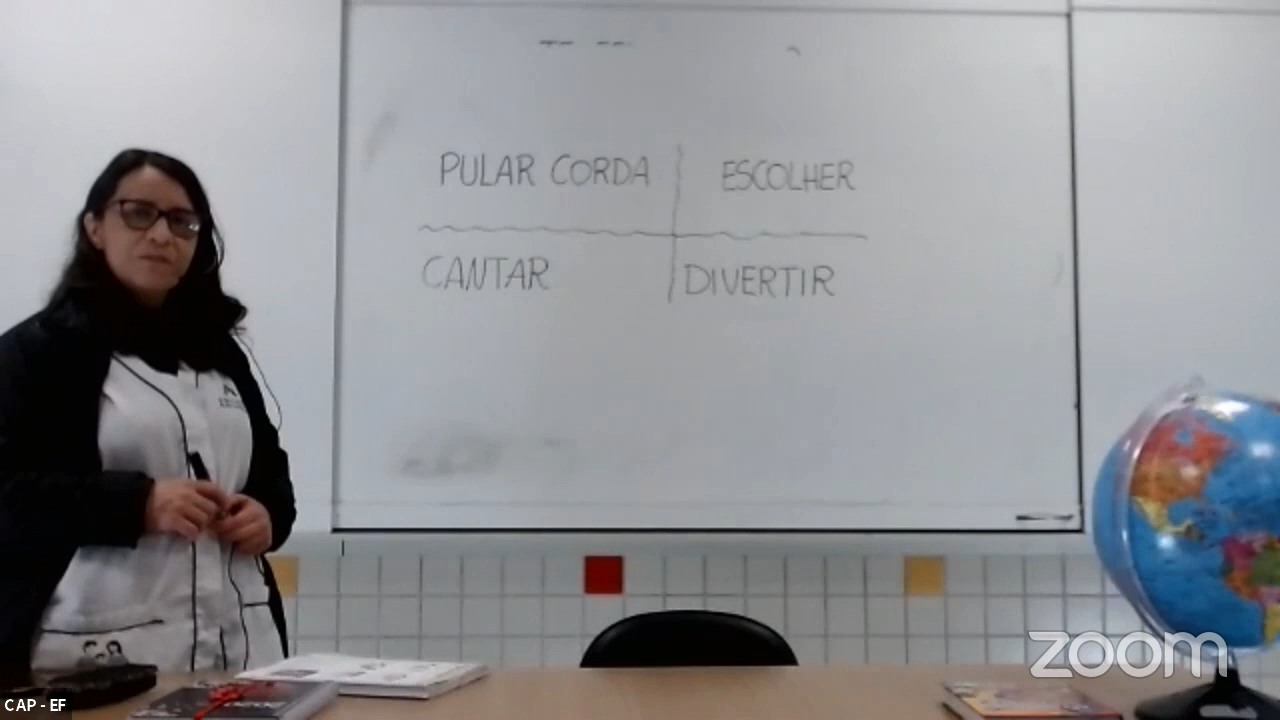 PULAR CORDA
ESCOLHER
CANTAR
DIVERTIR
zoom
CAP - EF